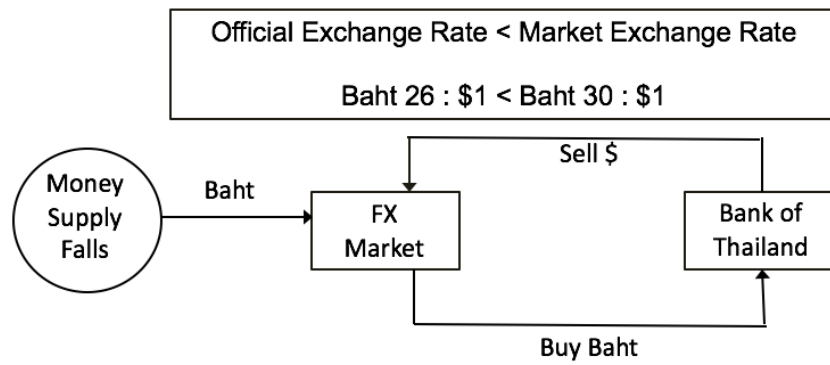 Official Exchange Rate < Market Exchange Rate
Baht 26 : $1 < Baht 30 : $1
Sell $
Money
Supply
Falls
Baht
FX
Market
Bank of
Thailand
Buy Baht